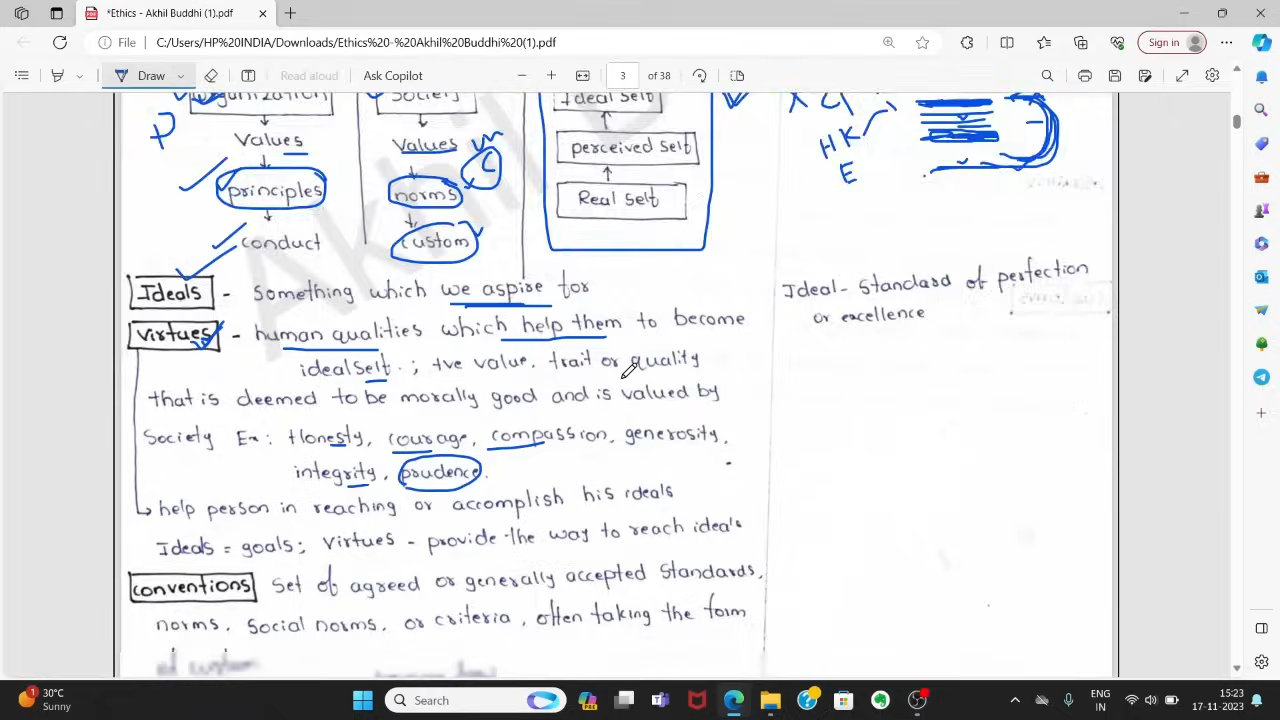 *Ethics - Akhil Buddhi (1).pdf
File C:/Users/HP%20INDIA/Downloads/Ethics%20-%20Akhil%20Buddhi%20(1).pdf
Sign in
Draw
Read aloud
Ask Copilot
3 of 38
Ideal Self
Values Values perceived Self
P
HK
principles norms Real Self
E
conduct custom
Ideals - Something which we aspire for
Ideal - Standard of perfection
or excellence
Virtues - human qualities which help them to become
ideal Self. ; +ve value, trait or quality
that is deemed to be morally good and is valued by
Society Ex: Honesty, courage, compassion, generosity,
integrity, prudence.
help person in reaching or accomplish his ideals
Ideals = goals; Virtues - provide the way to reach ideals
conventions Set of agreed or generally accepted Standards,
norms, Social norms, or criteria, often taking the form
30°C
Sunny
Search
ENG
IN
15:23
17-11-2023